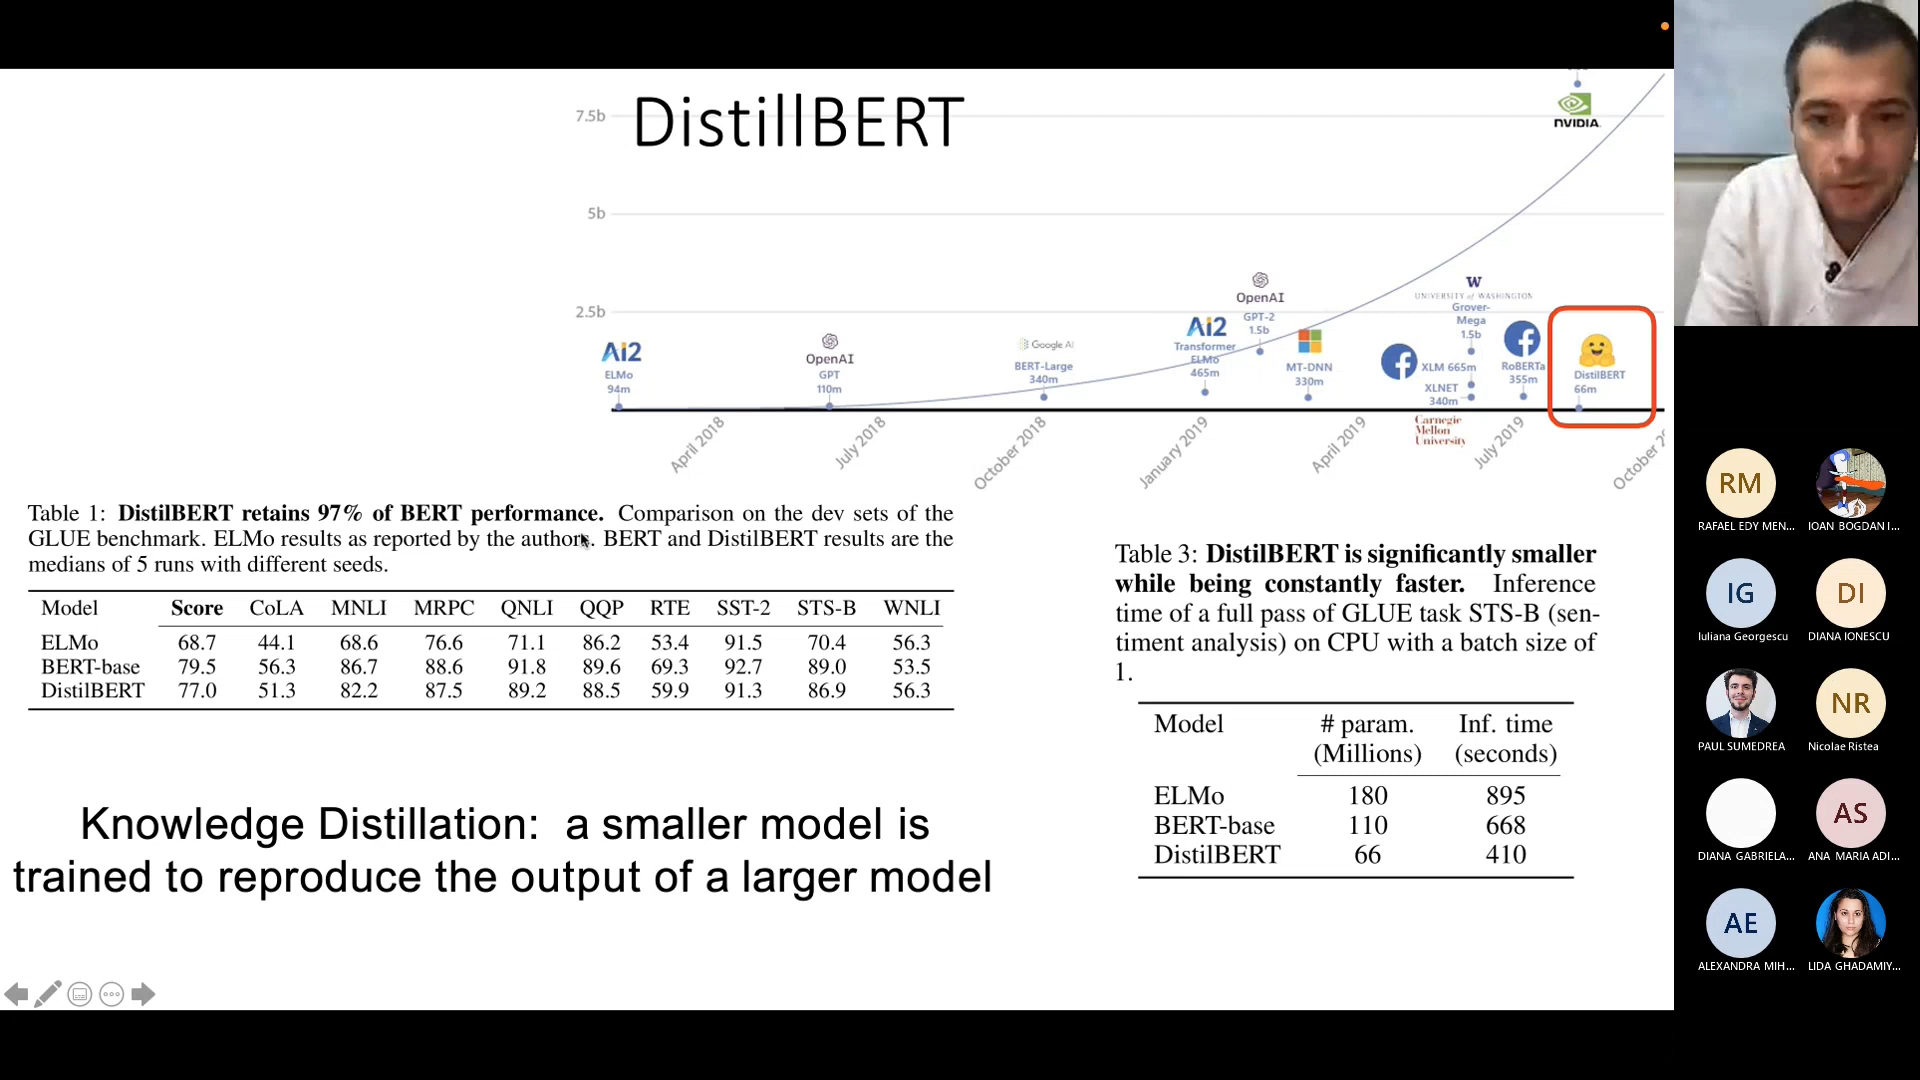 DistillBERT
7.5b
5b
2.5b
NVIDIA.
Ai2
ELMo
94m
OpenAI
GPT
110m
Google AI
BERT-Large
340m
Ai2
Transformer
ELMo
465m
OpenAI
GPT-2
1.5b
MT-DNN
330m
W
UNIVERSITY of WASHINGTON
Grover-
Mega
1.5b
XLM 665m
XLNET
340m
Carnegie
Mellon
University
RoBERTa
355m
DistilBERT
66m
April 2018
July 2018
October 2018
January 2019
April 2019
July 2019
October
Table 1: DistilBERT retains 97% of BERT performance. Comparison on the dev sets of the
GLUE benchmark. ELMo results as reported by the authors. BERT and DistilBERT results are the
medians of 5 runs with different seeds.
Model Score CoLA MNLI MRPC QNLI QQP RTE SST-2 STS-B WNLI
ELMo 68.7 44.1 68.6 76.6 71.1 86.2 53.4 91.5 70.4 56.3
BERT-base 79.5 56.3 86.7 88.6 91.8 89.6 69.3 92.7 89.0 53.5
DistilBERT 77.0 51.3 82.2 87.5 89.2 88.5 59.9 91.3 86.9 56.3
Knowledge Distillation: a smaller model is
trained to reproduce the output of a larger model
Table 3: DistilBERT is significantly smaller
while being constantly faster. Inference
time of a full pass of GLUE task STS-B (sen-
timent analysis) on CPU with a batch size of
1.
Model # param. Inf. time
(Millions) (seconds)
ELMo 180 895
BERT-base 110 668
DistilBERT 66 410
RM
RAFAEL EDY MEN...
IOAN BOGDAN I...
IG
Iuliana Georgescu
DI
DIANA IONESCU
PAUL SUMEDREA
NR
Nicolae Ristea
DIANA GABRIELA...
AS
ANA MARIA ADI...
AE
ALEXANDRA MIH...
LIDA GHADAMIY...